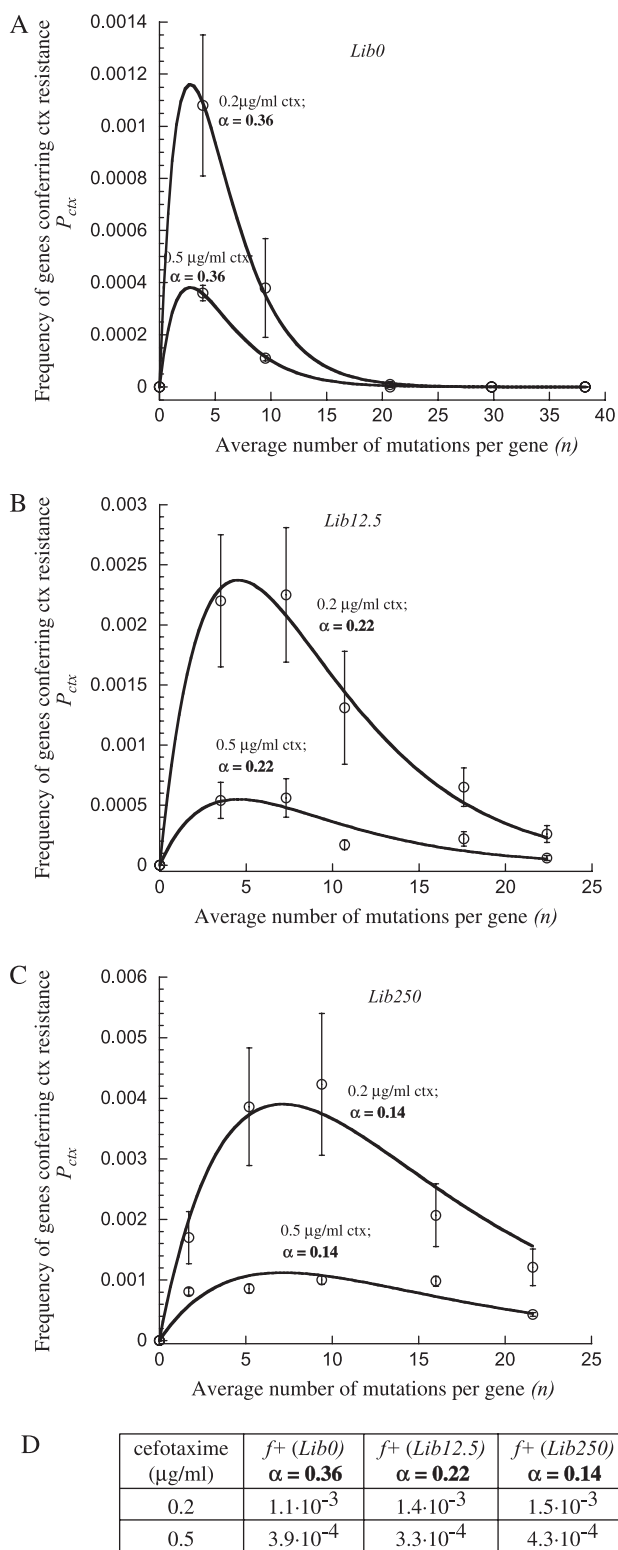 A
Lib0
0.0014
0.0012
0.001
0.0008
0.0006
0.0004
0.0002
0
Frequency of genes conferring ctx resistance
P_ctx
0.2µg/ml ctx;
α = 0.36
0.5 µg/ml ctx;
α = 0.36
0 5 10 15 20 25 30 35 40
Average number of mutations per gene (n)
B
Lib12.5
0.003
0.0025
0.002
0.0015
0.001
0.0005
0
Frequency of genes conferring ctx resistance
P_ctx
0.2 µg/ml ctx;
α = 0.22
0.5 µg/ml ctx;
α = 0.22
0 5 10 15 20 25
Average number of mutations per gene (n)
C
Lib250
0.006
0.005
0.004
0.003
0.002
0.001
0
Frequency of genes conferring ctx resistance
P_ctx
0.2 µg/ml ctx;
α = 0.14
0.5 µg/ml ctx;
α = 0.14
0 5 10 15 20 25
Average number of mutations per gene (n)
D
cefotaxime (µg/ml) | f+ (Lib0) α = 0.36 | f+ (Lib12.5) α = 0.22 | f+ (Lib250) α = 0.14
0.2 | 1.1·10⁻³ | 1.4·10⁻³ | 1.5·10⁻³
0.5 | 3.9·10⁻⁴ | 3.3·10⁻⁴ | 4.3·10⁻⁴